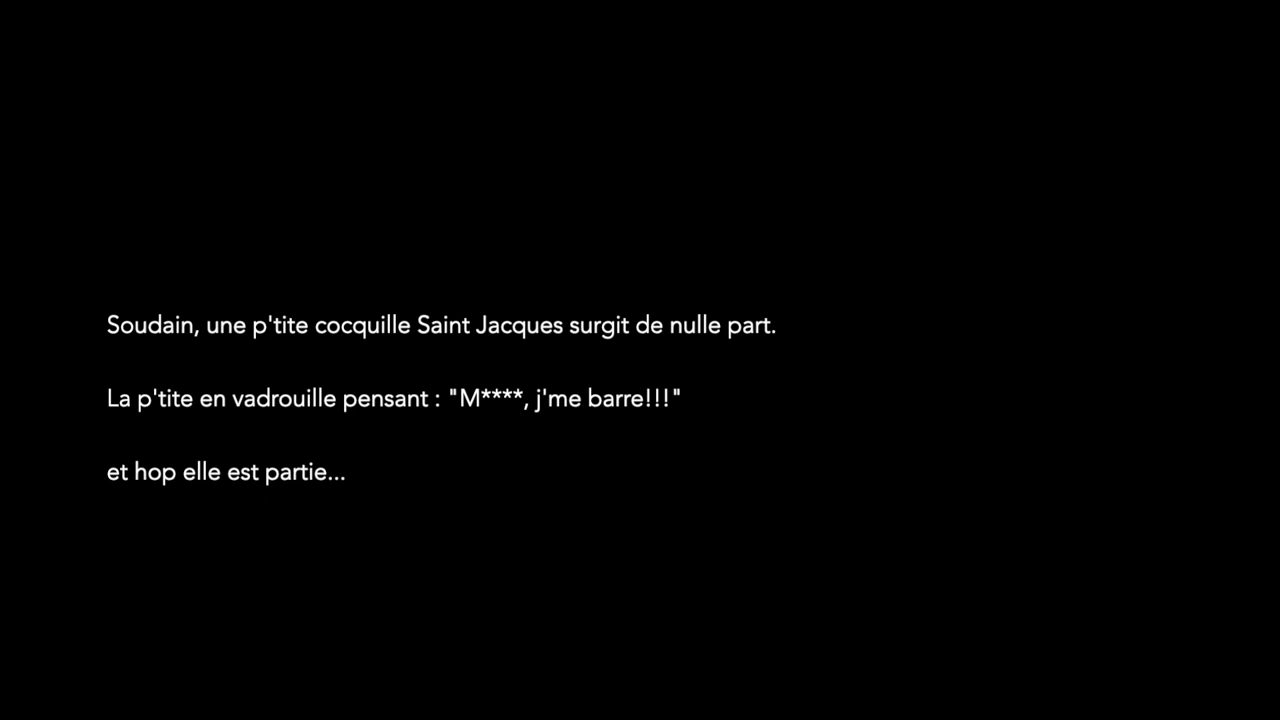 Soudain, une p'tite cocquille Saint Jacques surgit de nulle part.
La p'tite en vadrouille pensant : "M****, j'me barre!!!"
et hop elle est partie...